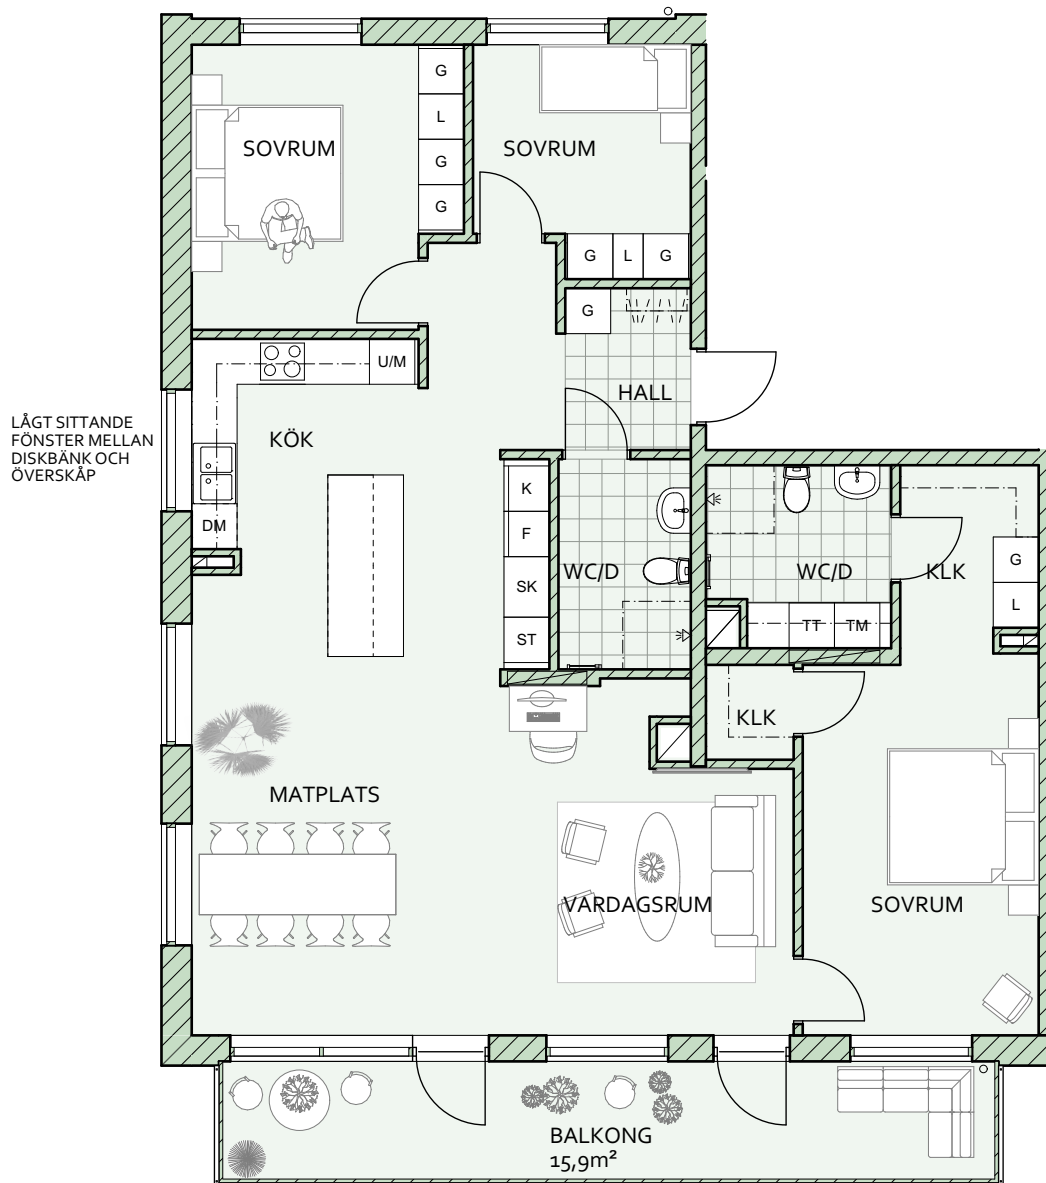 G
L
G
G
SOVRUM
SOVRUM
G L G
G
U/M
HALL
LÅGT SITTANDE
FÖNSTER MELLAN
DISKBÄNK OCH
ÖVERSKÅP
KÖK
DM
K
F
SK
ST
WC/D
WC/D
TT TM
KLK
G
L
KLK
MATPLATS
VARDAGSRUM
SOVRUM
BALKONG
15,9m²